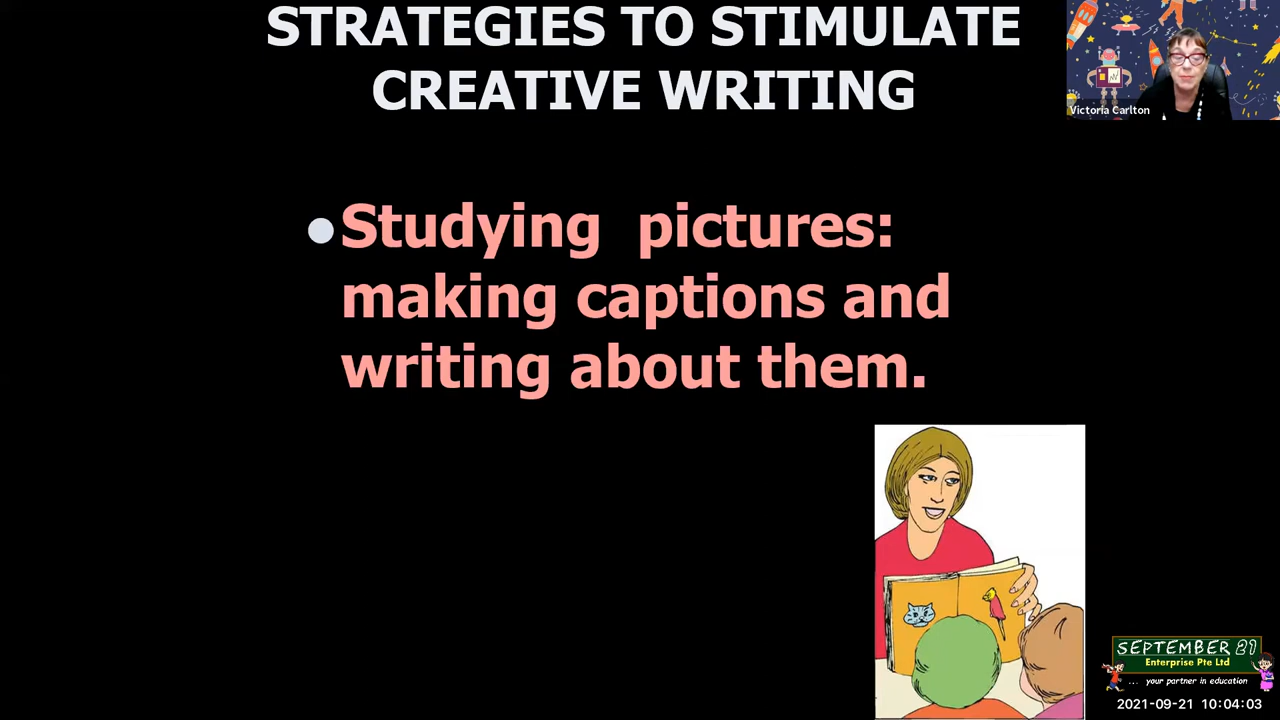 STRATEGIES TO STIMULATE
CREATIVE WRITING
Victoria Carlton
Studying pictures:
making captions and
writing about them.
SEPTEMBER 21
Enterprise Pte Ltd
... your partner in education
2021-09-21 10:04:03